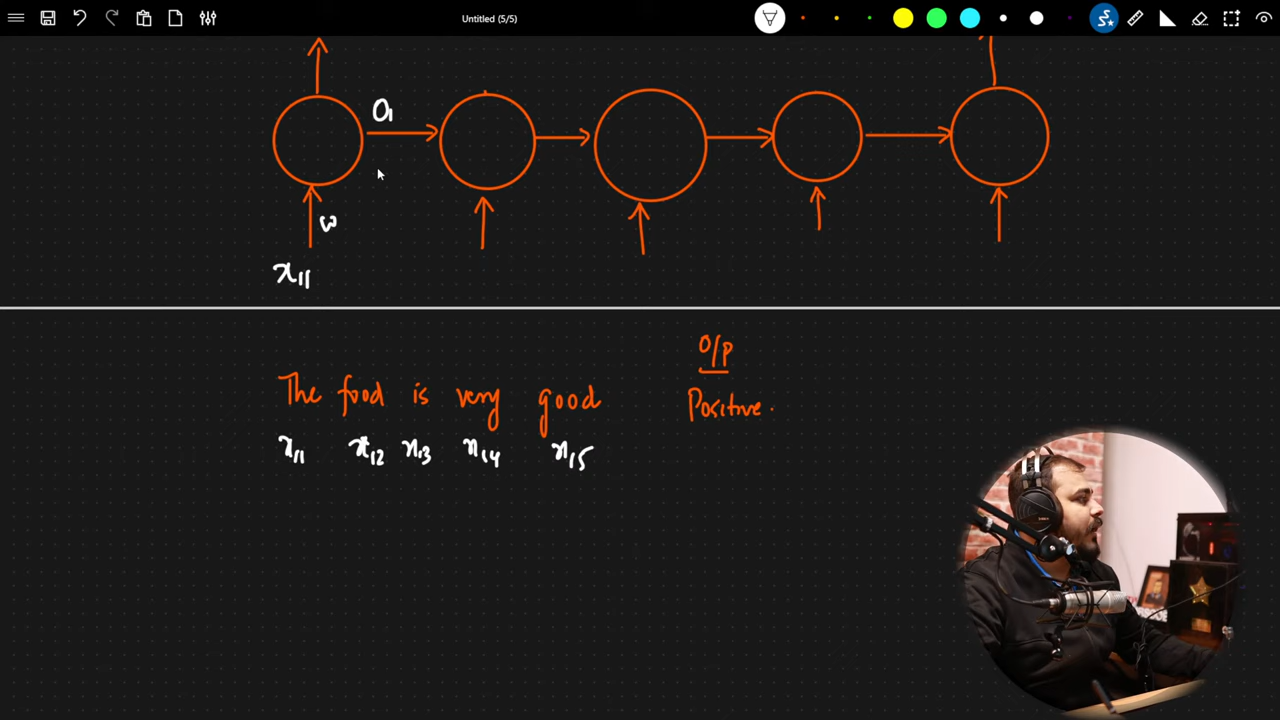 Untitled (5/5)
O1
w
x11
O/P
The food is very good
Positive.
x11 x12 x13 x14 x15